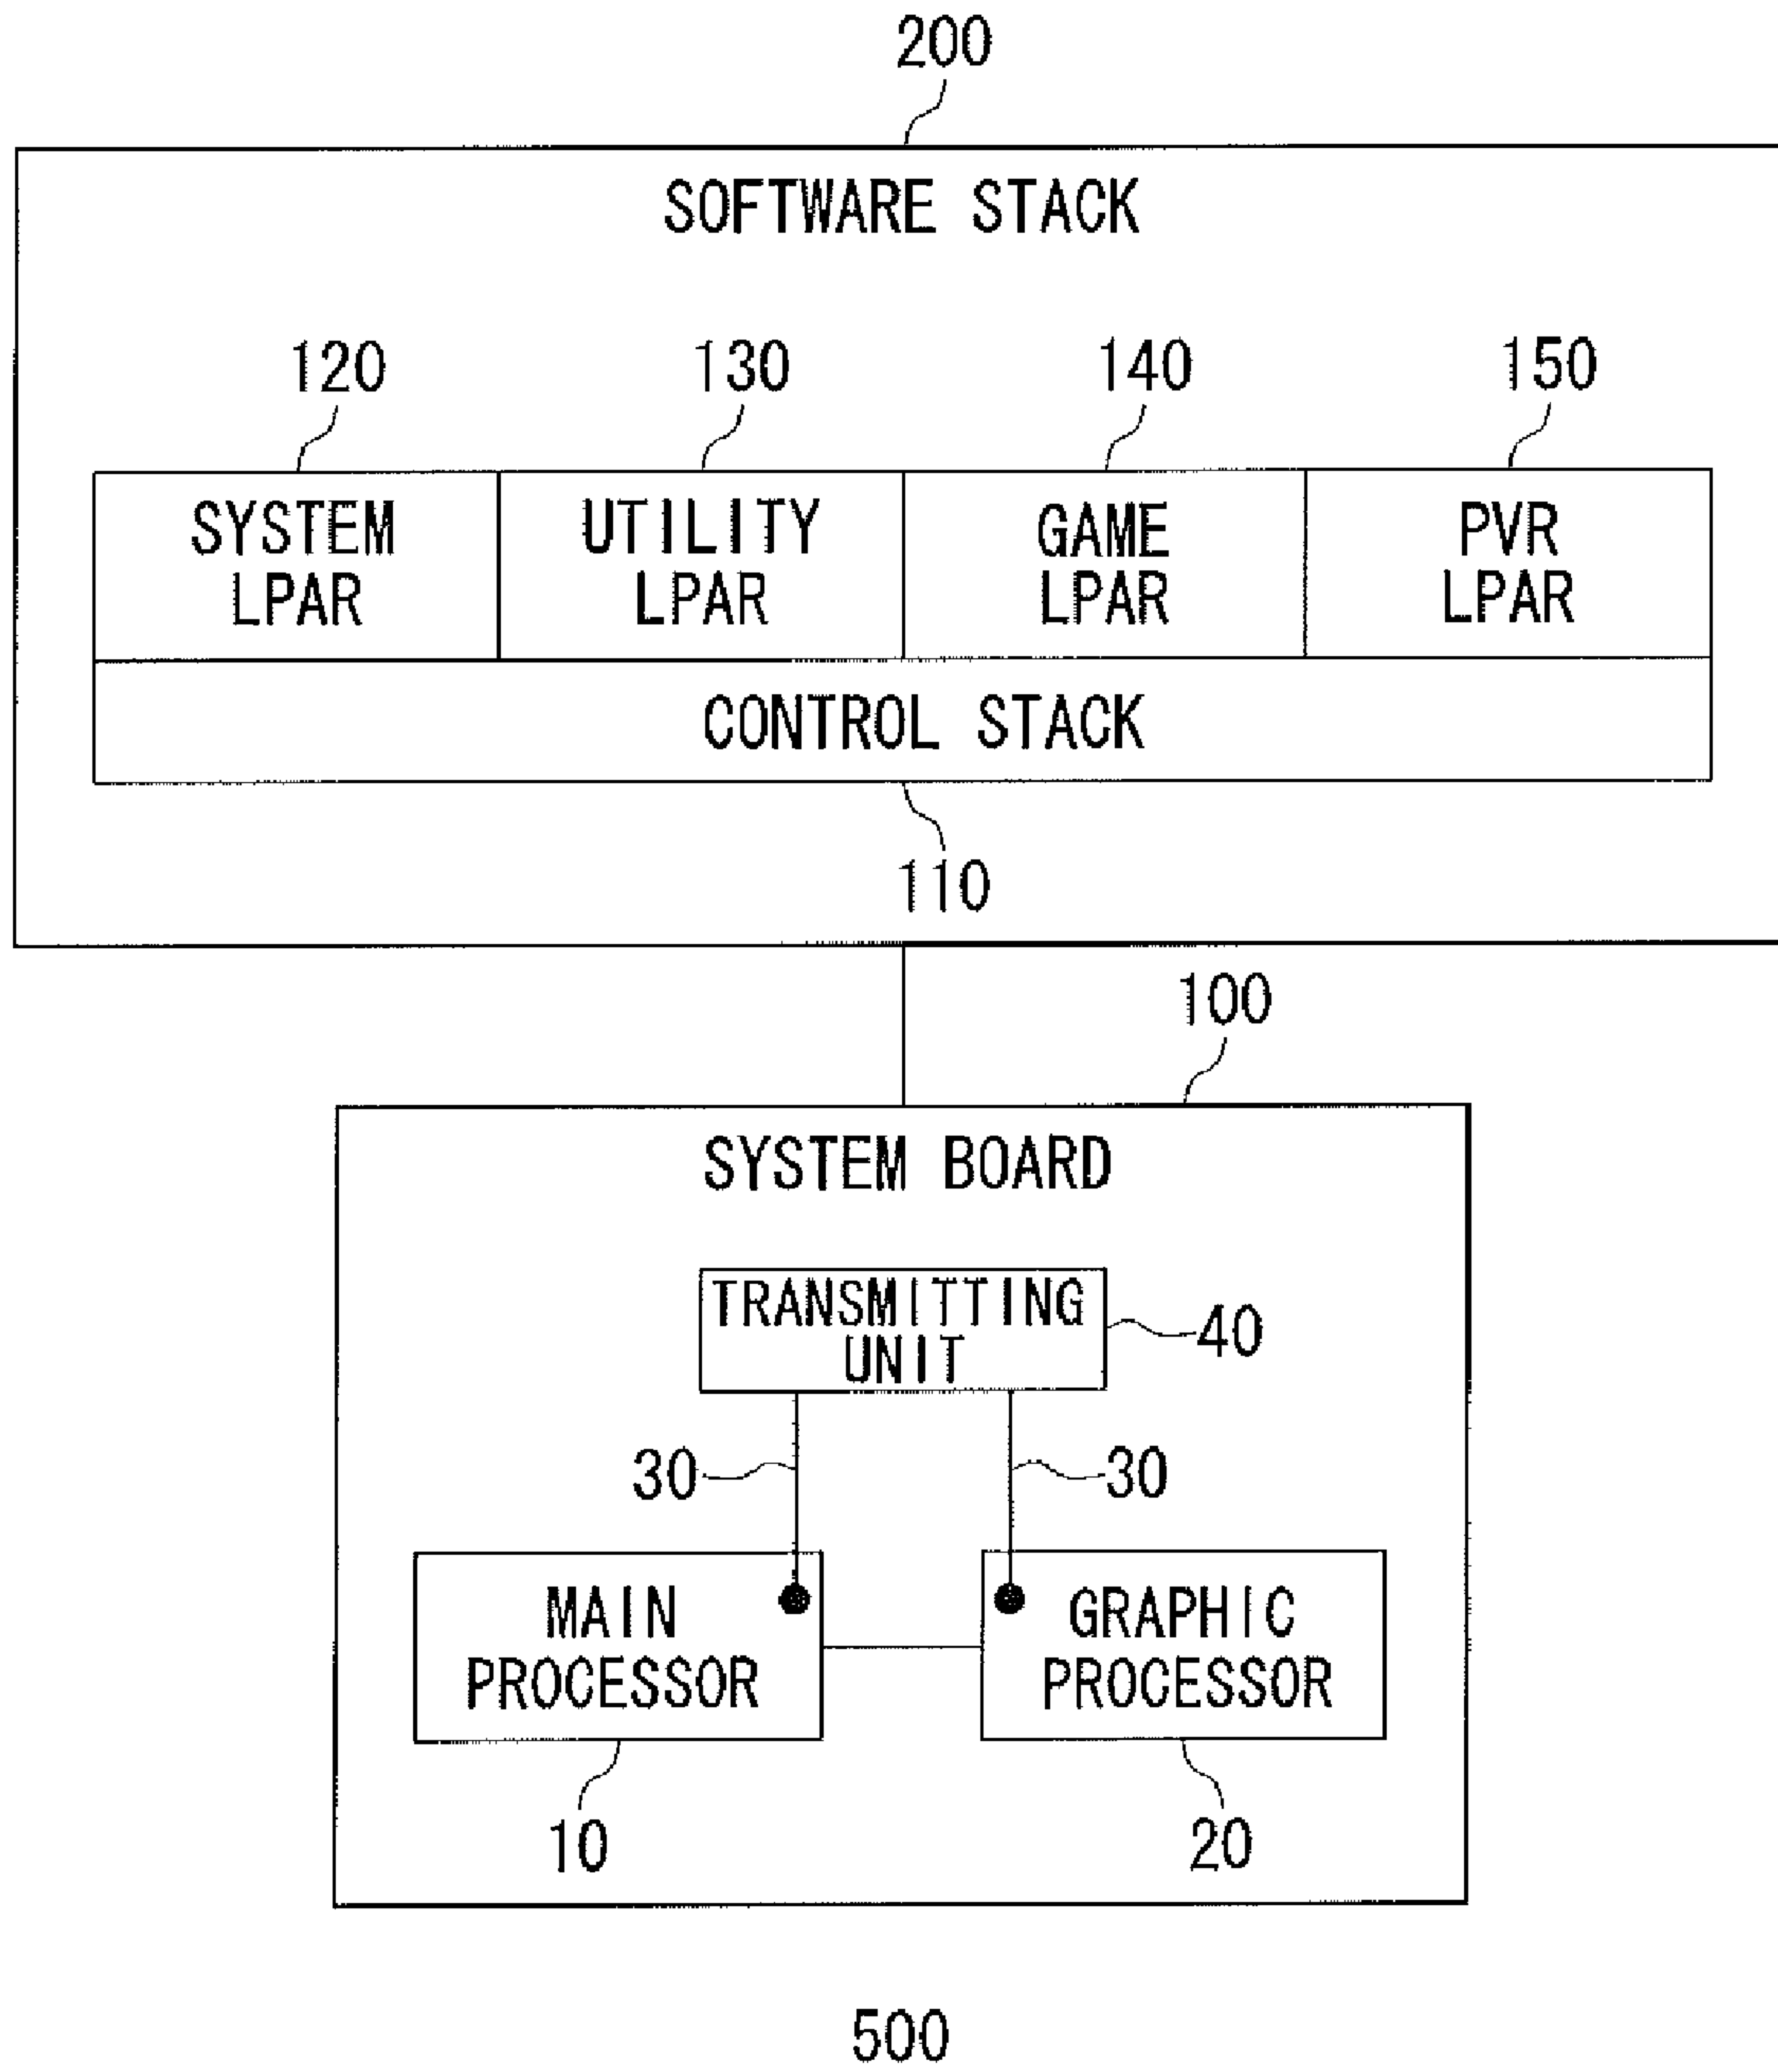 200
SOFTWARE STACK
120
130
140
150
SYSTEM
LPAR
UTILITY
LPAR
GAME
LPAR
PVR
LPAR
CONTROL STACK
110
100
SYSTEM BOARD
TRANSMITTING
UNIT
40
30
30
MAIN
PROCESSOR
GRAPHIC
PROCESSOR
10
20
500